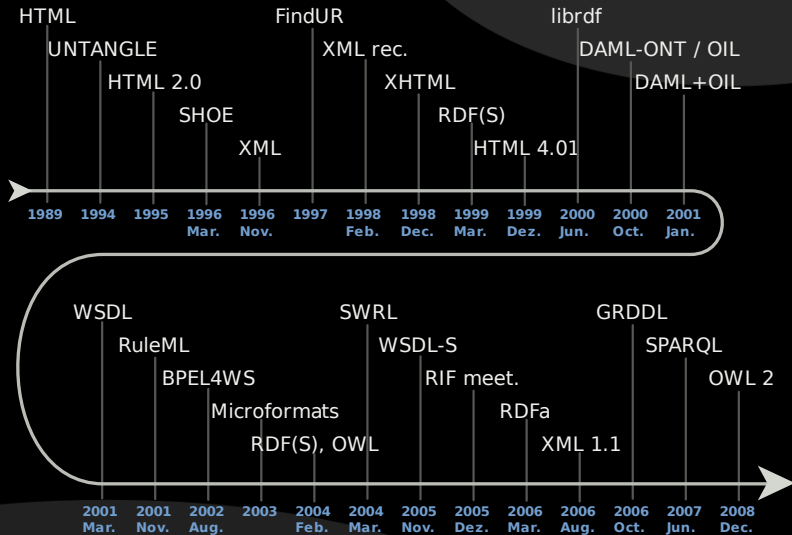 HTML
FindUR
librdf
UNTANGLE
XML rec.
DAML-ONT / OIL
HTML 2.0
XHTML
DAML+OIL
SHOE
RDF(S)
XML
HTML 4.01
1989
1994
1995
1996 Mar.
1996 Nov.
1997
1998 Feb.
1998 Dec.
1999 Mar.
1999 Dez.
2000 Jun.
2000 Oct.
2001 Jan.
WSDL
SWRL
GRDDL
RuleML
WSDL-S
SPARQL
BPEL4WS
RIF meet.
OWL 2
Microformats
RDFa
RDF(S), OWL
XML 1.1
2001 Mar.
2001 Nov.
2002 Aug.
2003
2004 Feb.
2004 Mar.
2005 Nov.
2005 Dez.
2006 Mar.
2006 Aug.
2006 Oct.
2007 Jun.
2008 Dec.